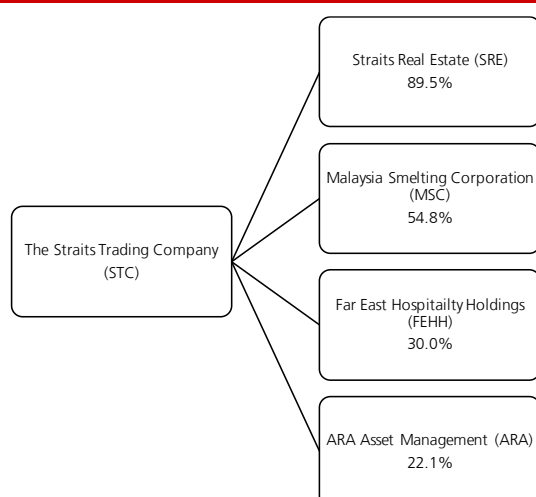 Straits Real Estate (SRE)
89.5%
Malaysia Smelting Corporation
(MSC)
54.8%
The Straits Trading Company
(STC)
Far East Hospitailty Holdings
(FEHH)
30.0%
ARA Asset Management (ARA)
22.1%